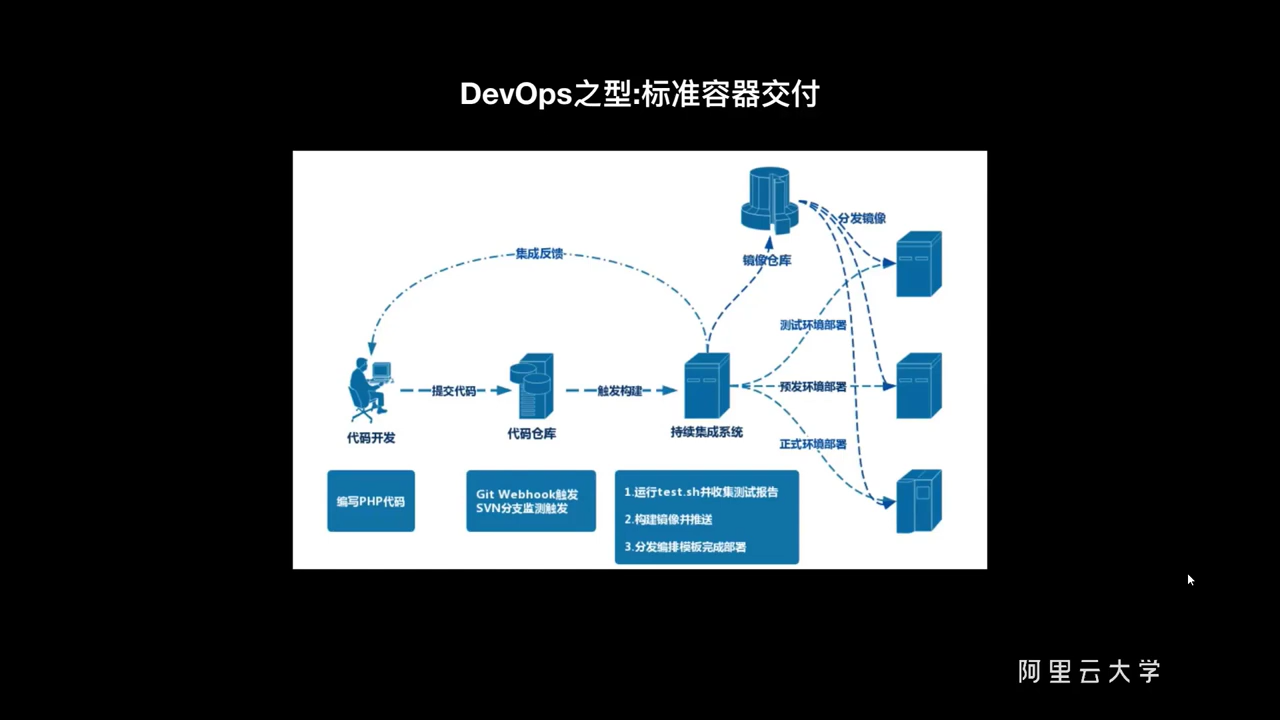 DevOps之型:标准容器交付
分发镜像
集成反馈
镜像仓库
测试环境部署
提交代码
触发构建
预发环境部署
代码开发
代码仓库
持续集成系统
正式环境部署
编写PHP代码
Git Webhook触发
SVN分支监测触发
1.运行test.sh并收集测试报告
2.构建镜像并推送
3.分发编排模板完成部署
阿里云大学